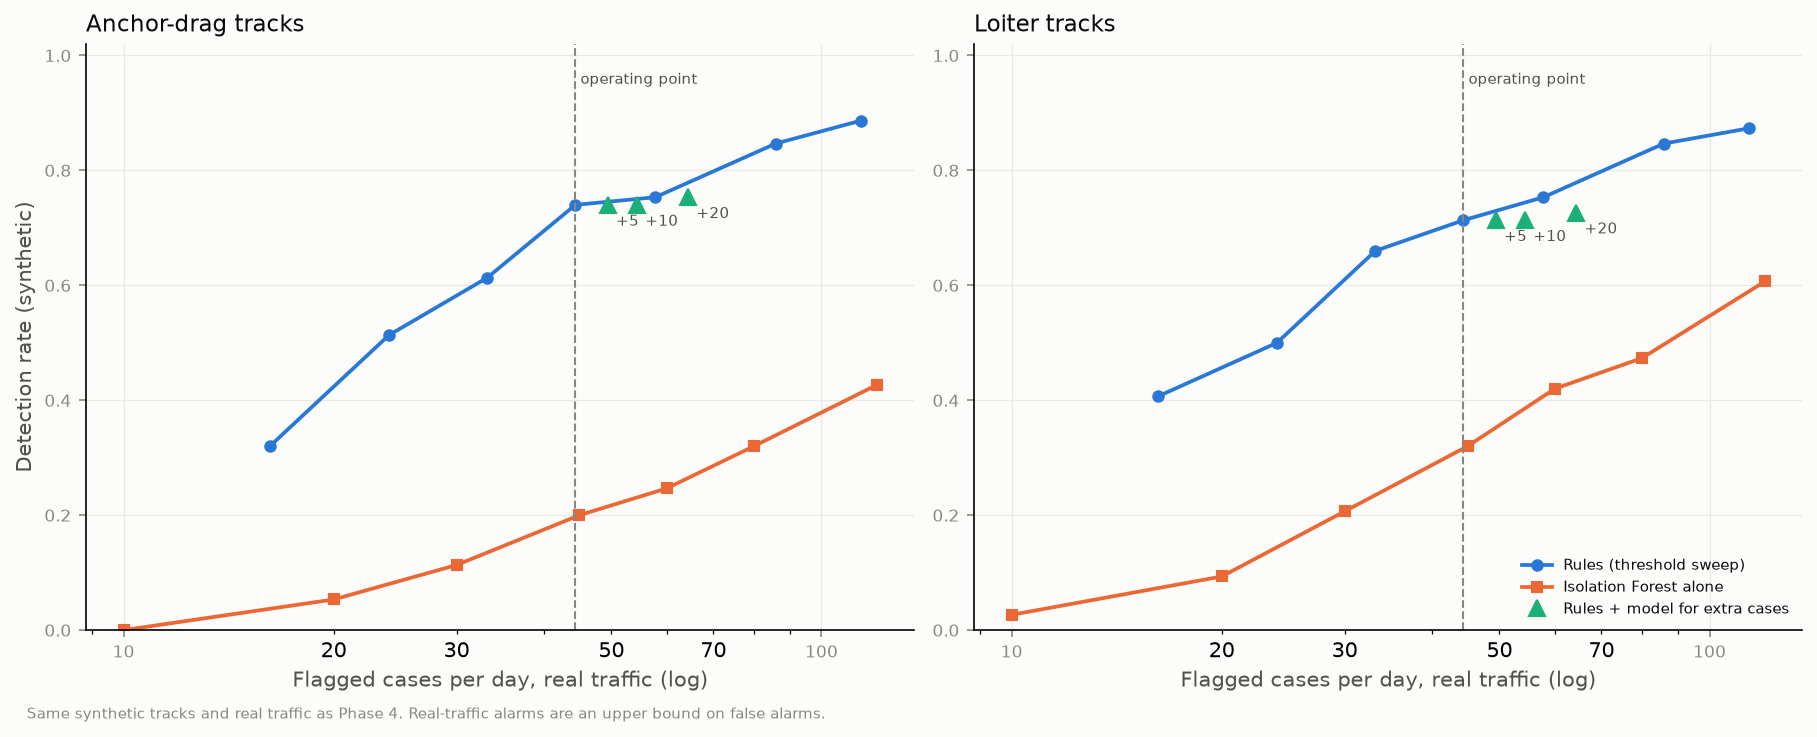 Anchor-drag tracks
Loiter tracks
1.0
0.8
0.6
0.4
0.2
0.0
Detection rate (synthetic)
operating point
+5 +10
+20
10 20 30 50 70 100
Flagged cases per day, real traffic (log)
1.0
0.8
0.6
0.4
0.2
0.0
operating point
+5 +10
+20
Rules (threshold sweep)
Isolation Forest alone
Rules + model for extra cases
10 20 30 50 70 100
Flagged cases per day, real traffic (log)
Same synthetic tracks and real traffic as Phase 4. Real-traffic alarms are an upper bound on false alarms.